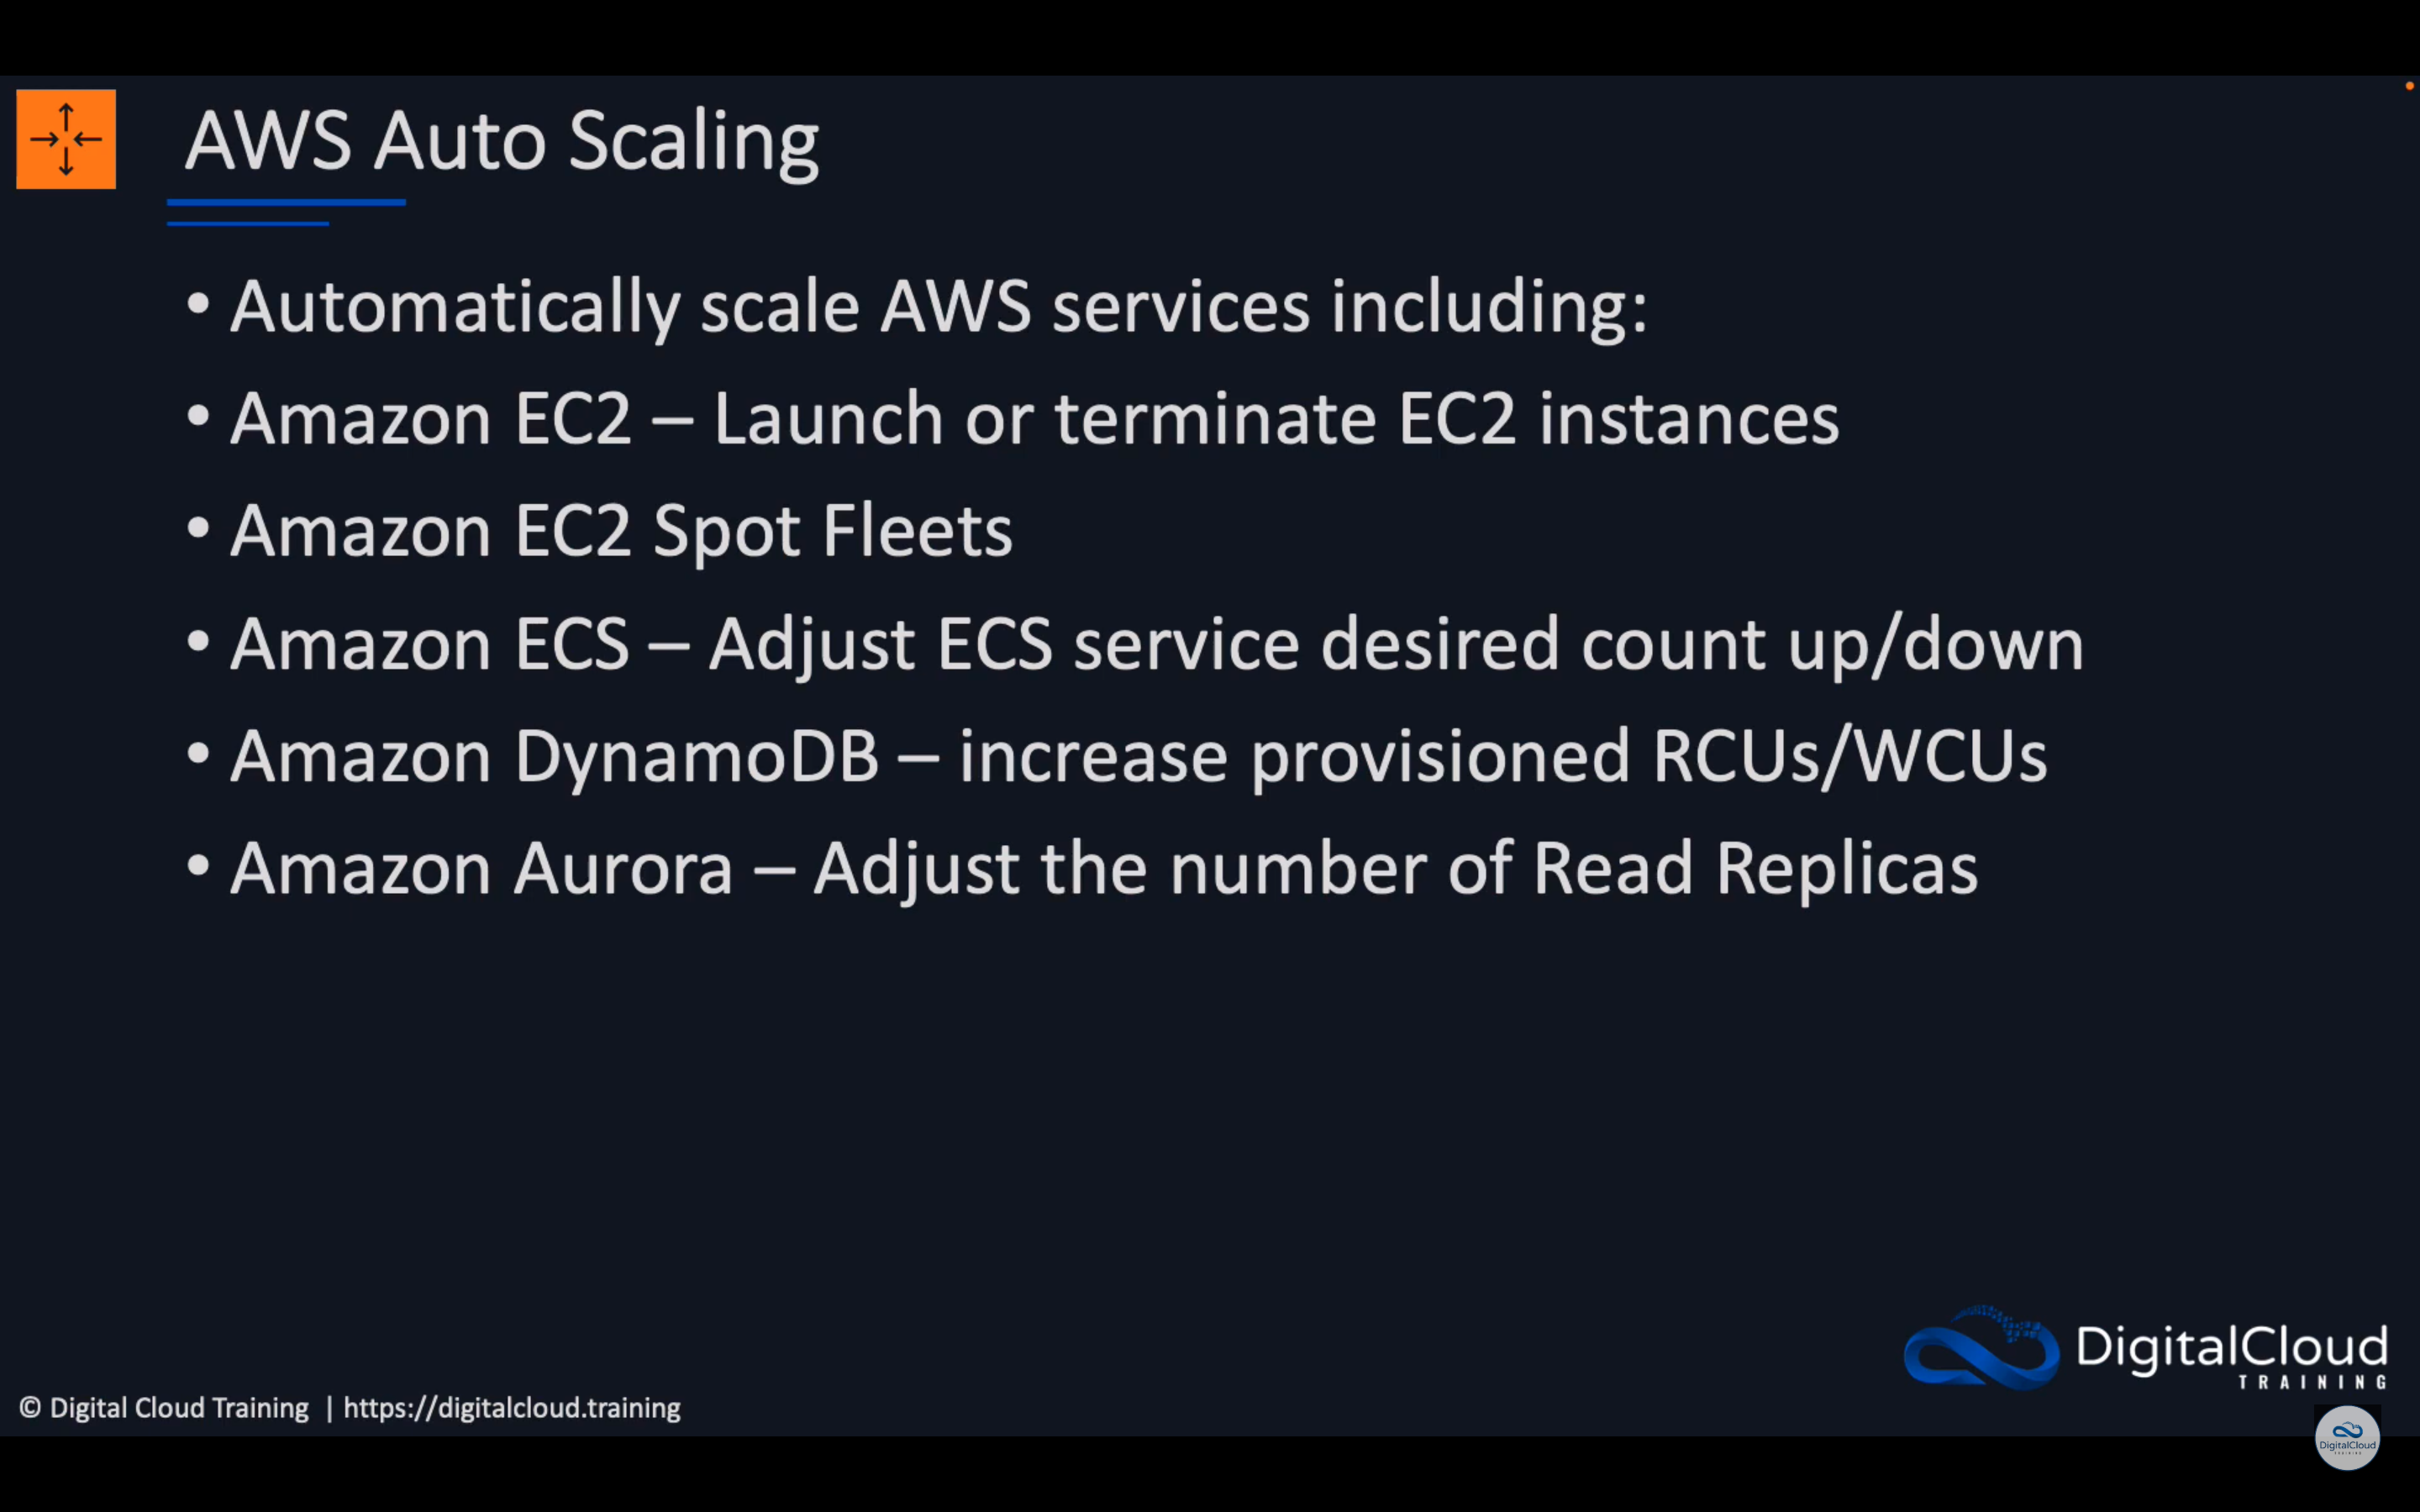 AWS Auto Scaling
• Automatically scale AWS services including:
• Amazon EC2 – Launch or terminate EC2 instances
• Amazon EC2 Spot Fleets
• Amazon ECS – Adjust ECS service desired count up/down
• Amazon DynamoDB – increase provisioned RCUs/WCUs
• Amazon Aurora – Adjust the number of Read Replicas
DigitalCloud
TRAINING
© Digital Cloud Training | https://digitalcloud.training
DigitalCloud
TRAINING